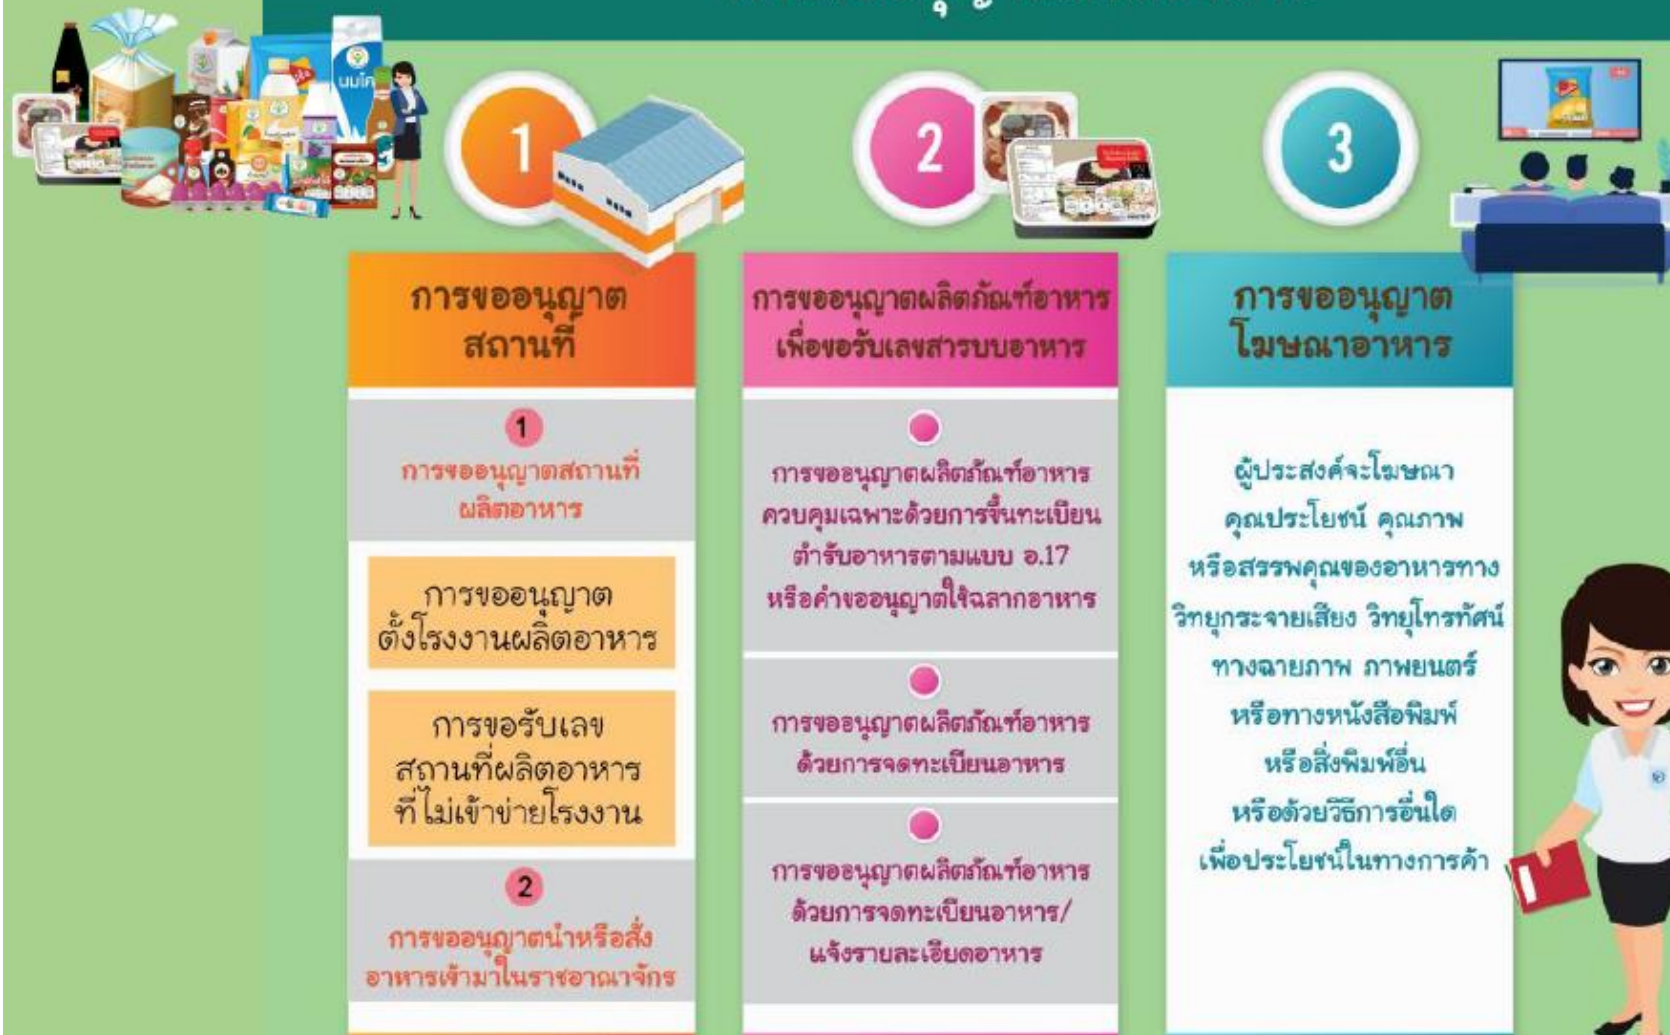 1
2
3
นมโค
การขออนุญาต
สถานที่
การขออนุญาตผลิตภัณฑ์อาหาร
เพื่อขอรับเลขสารบบอาหาร
การขออนุญาต
โฆษณาอาหาร
1
การขออนุญาตสถานที่
ผลิตอาหาร
การขออนุญาต
ตั้งโรงงานผลิตอาหาร
การขอรับเลข
สถานที่ผลิตอาหาร
ที่ไม่เข้าข่ายโรงงาน
2
การขออนุญาตนำหรือสั่ง
อาหารเข้ามาในราชอาณาจักร
การขออนุญาตผลิตภัณฑ์อาหาร
ควบคุมเฉพาะด้วยการขึ้นทะเบียน
ตำรับอาหารตามแบบ อ.17
หรือคำขออนุญาตใช้ฉลากอาหาร
การขออนุญาตผลิตภัณฑ์อาหาร
ด้วยการจดทะเบียนอาหาร
การขออนุญาตผลิตภัณฑ์อาหาร
ด้วยการจดทะเบียนอาหาร/
แจ้งรายละเอียดอาหาร
ผู้ประสงค์จะโฆษณา
คุณประโยชน์ คุณภาพ
หรือสรรพคุณของอาหารทาง
วิทยุกระจายเสียง วิทยุโทรทัศน์
ทางฉายภาพ ภาพยนตร์
หรือทางหนังสือพิมพ์
หรือสิ่งพิมพ์อื่น
หรือด้วยวิธีการอื่นใด
เพื่อประโยชน์ในทางการค้า